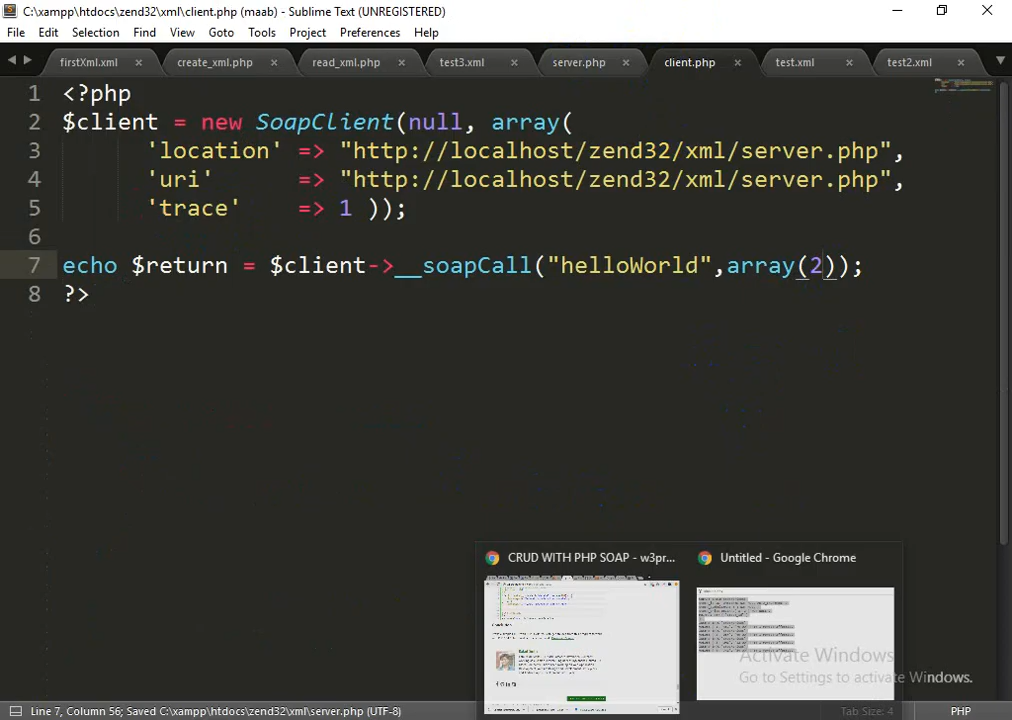 C:\xampp\htdocs\zend32\xml\client.php (maab) - Sublime Text (UNREGISTERED)
File Edit Selection Find View Goto Tools Project Preferences Help
firstXml.xml create_xml.php read_xml.php test3.xml server.php client.php test.xml test2.xml
1 <?php
2 $client = new SoapClient(null, array(
3 'location' => "http://localhost/zend32/xml/server.php",
4 'uri' => "http://localhost/zend32/xml/server.php",
5 'trace' => 1 ));
6
7 echo $return = $client->__soapCall("helloWorld",array(2));
8 ?>
CRUD WITH PHP SOAP - w3pr... Untitled - Google Chrome
Activate Windows
Go to Settings to activate Windows.
Line 7, Column 56; Saved C:\xampp\htdocs\zend32\xml\server.php (UTF-8) Tab Size: 4 PHP